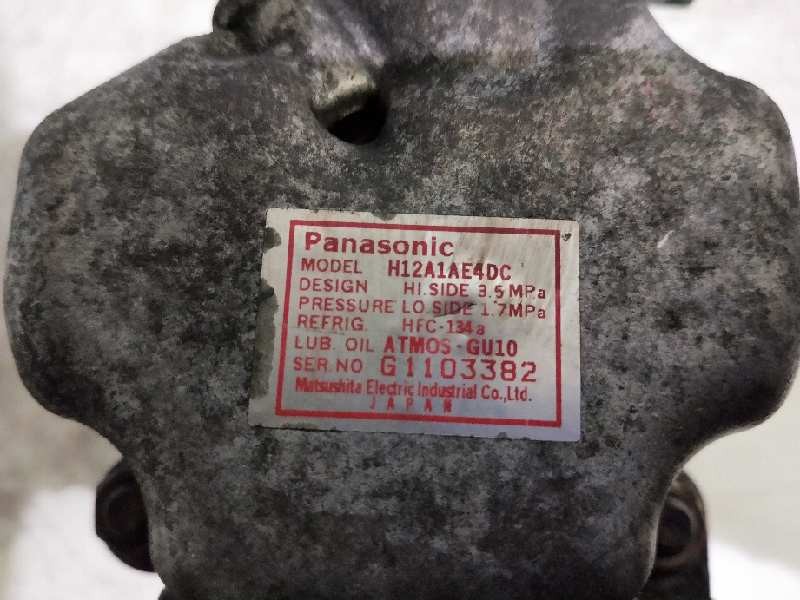 Panasonic
MODEL H12A1AE4DC
DESIGN HI.SIDE 3.5 MPa
PRESSURE LO.SIDE 1.7MPa
REFRIG. HFC-134a
LUB. OIL ATMOS GU10
SER.NO G1103382
Matsushita Electric Industrial Co.,Ltd.
JAPAN